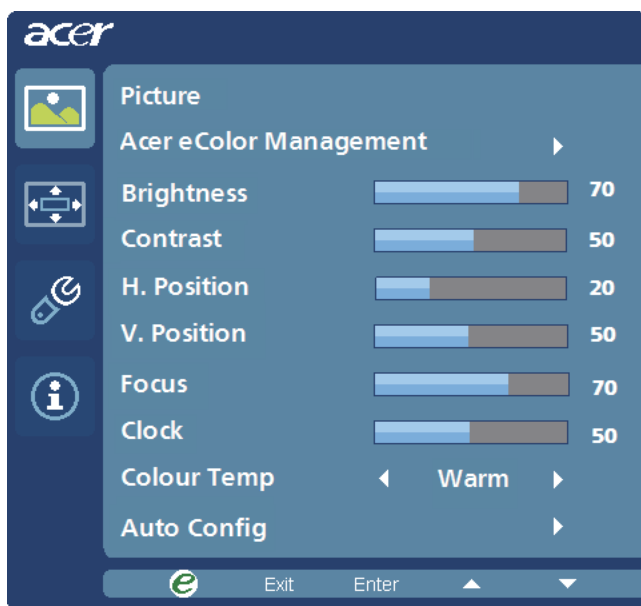 acer
Picture
Acer eColor Management
Brightness 70
Contrast 50
H. Position 20
V. Position 50
Focus 70
Clock 50
Colour Temp Warm
Auto Config
e Exit Enter